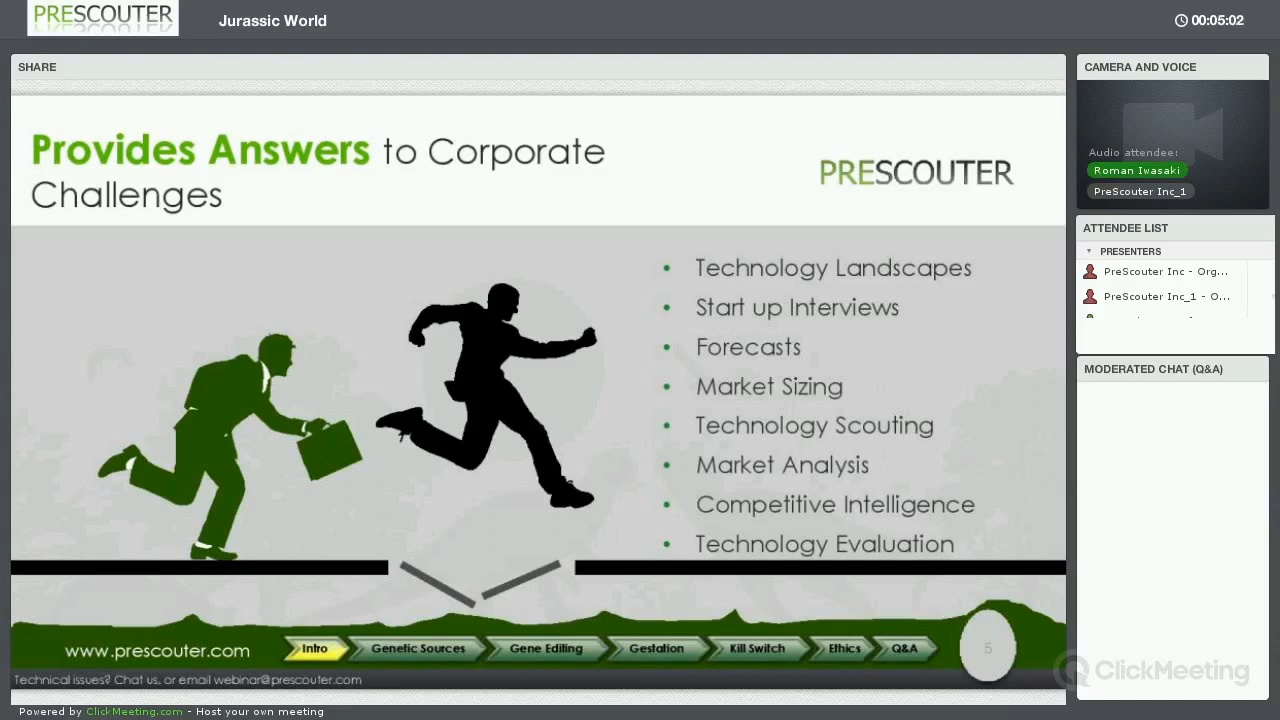 PRESCOUTER
Jurassic World
00:05:02
SHARE
CAMERA AND VOICE
Provides Answers to Corporate
Challenges
PRESCOUTER
Audio attendee:
Roman Iwasaki
PreScouter Inc_1
ATTENDEE LIST
PRESENTERS
PreScouter Inc - Org...
PreScouter Inc_1 - O...
MODERATED CHAT (Q&A)
• Technology Landscapes
• Start up Interviews
• Forecasts
• Market Sizing
• Technology Scouting
• Market Analysis
• Competitive Intelligence
• Technology Evaluation
www.prescouter.com
Intro
Genetic Sources
Gene Editing
Gestation
Kill Switch
Ethics
Q&A
5
ClickMeeting
Technical issues? Chat us, or email webinar@prescouter.com
Powered by ClickMeeting.com - Host your own meeting